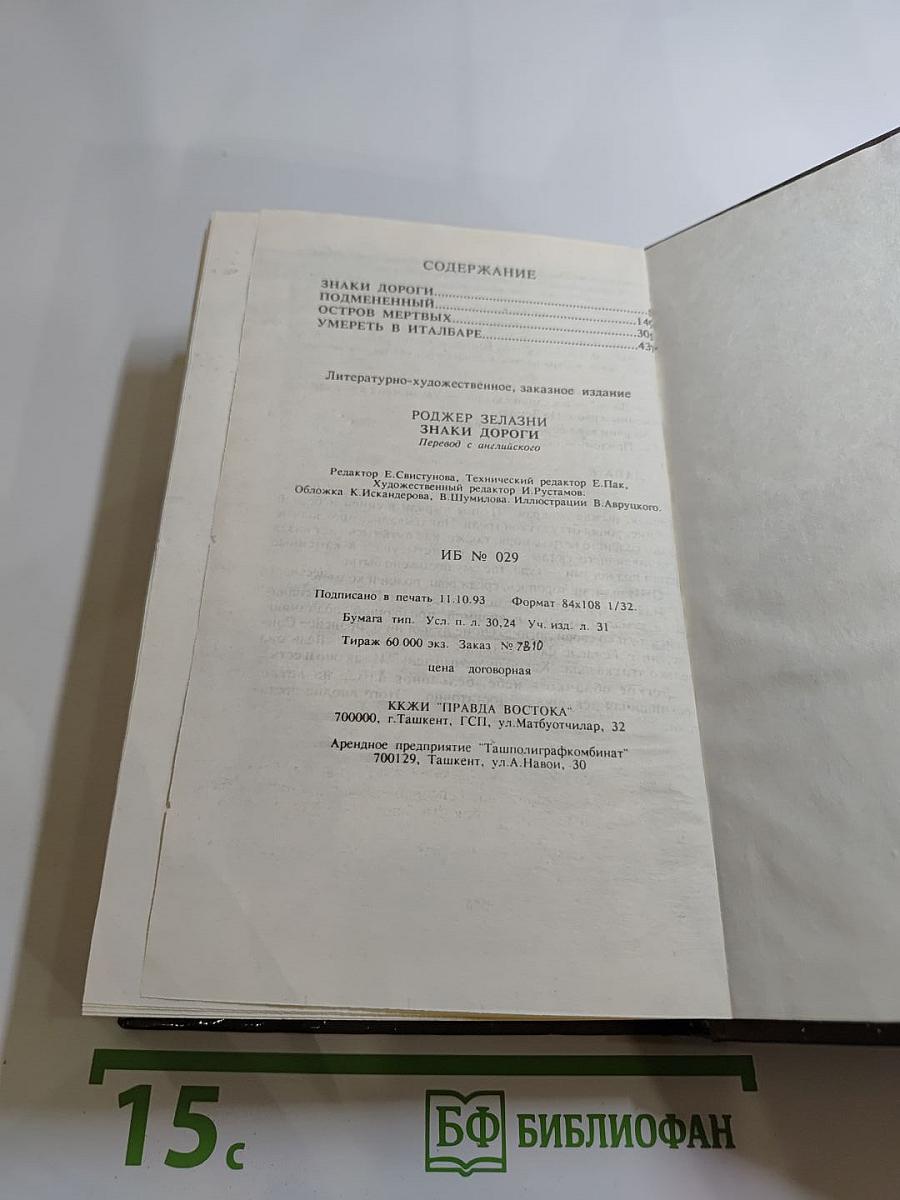 СОДЕРЖАНИЕ
ЗНАКИ ДОРОГИ
ПОДМЕНЕННЫЙ
ОСТРОВ МЕРТВЫХ
УМЕРЕТЬ В ИТАЛБАРЕ
Литературно-художественное, заказное издание
РОДЖЕР ЗЕЛАЗНИ
ЗНАКИ ДОРОГИ
Перевод с английского
Редактор Е.Свистунова, Технический редактор Е.Пак,
Художественный редактор И.Рустамов.
Обложка К.Искандерова, В.Шумилова. Иллюстрации В.Авруцкого.
ИБ № 029
Подписано в печать 11.10.93 Формат 84х108 1/32.
Бумага тип. Усл. п. л. 30,24 Уч. изд. л. 31
Тираж 60 000 экз. Заказ № 7810
цена договорная
ККЖИ "ПРАВДА ВОСТОКА"
700000, г.Ташкент, ГСП, ул.Матбуотчилар, 32
Арендное предприятие "Ташполиграфкомбинат"
700129, Ташкент, ул.А.Навои, 30
15 с
БФ БИБЛИОФАН